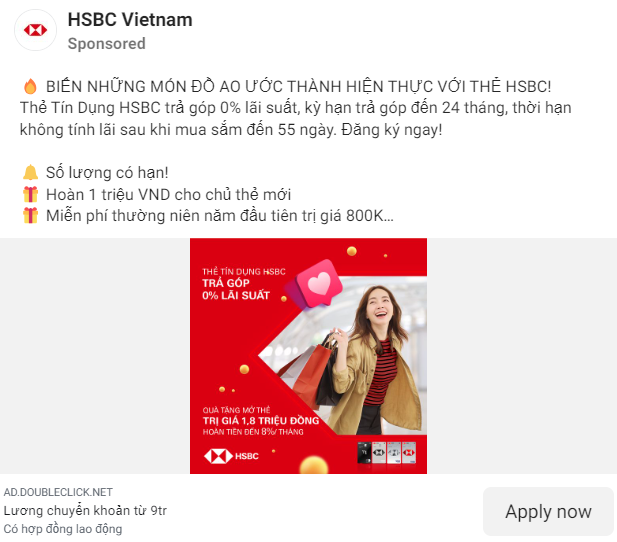 HSBC Vietnam
Sponsored
🔥 BIẾN NHỮNG MÓN ĐỒ AO ƯỚC THÀNH HIỆN THỰC VỚI THẺ HSBC!
Thẻ Tín Dụng HSBC trả góp 0% lãi suất, kỳ hạn trả góp đến 24 tháng, thời hạn
không tính lãi sau khi mua sắm đến 55 ngày. Đăng ký ngay!
🔔 Số lượng có hạn!
🎁 Hoàn 1 triệu VND cho chủ thẻ mới
🎁 Miễn phí thường niên năm đầu tiên trị giá 800K...
THẺ TÍN DỤNG HSBC
TRẢ GÓP
0% LÃI SUẤT
QUÀ TẶNG MỞ THẺ
TRỊ GIÁ 1,8 TRIỆU ĐỒNG
HOÀN TIỀN ĐẾN 8%/THÁNG
HSBC
AD.DOUBLECLICK.NET
Lương chuyển khoản từ 9tr
Có hợp đồng lao động
Apply now